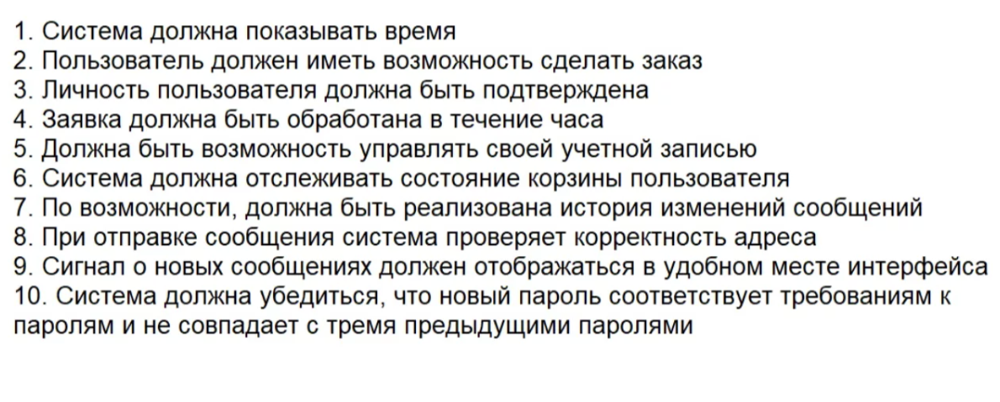 1. Система должна показывать время
2. Пользователь должен иметь возможность сделать заказ
3. Личность пользователя должна быть подтверждена
4. Заявка должна быть обработана в течение часа
5. Должна быть возможность управлять своей учетной записью
6. Система должна отслеживать состояние корзины пользователя
7. По возможности, должна быть реализована история изменений сообщений
8. При отправке сообщения система проверяет корректность адреса
9. Сигнал о новых сообщениях должен отображаться в удобном месте интерфейса
10. Система должна убедиться, что новый пароль соответствует требованиям к
паролям и не совпадает с тремя предыдущими паролями